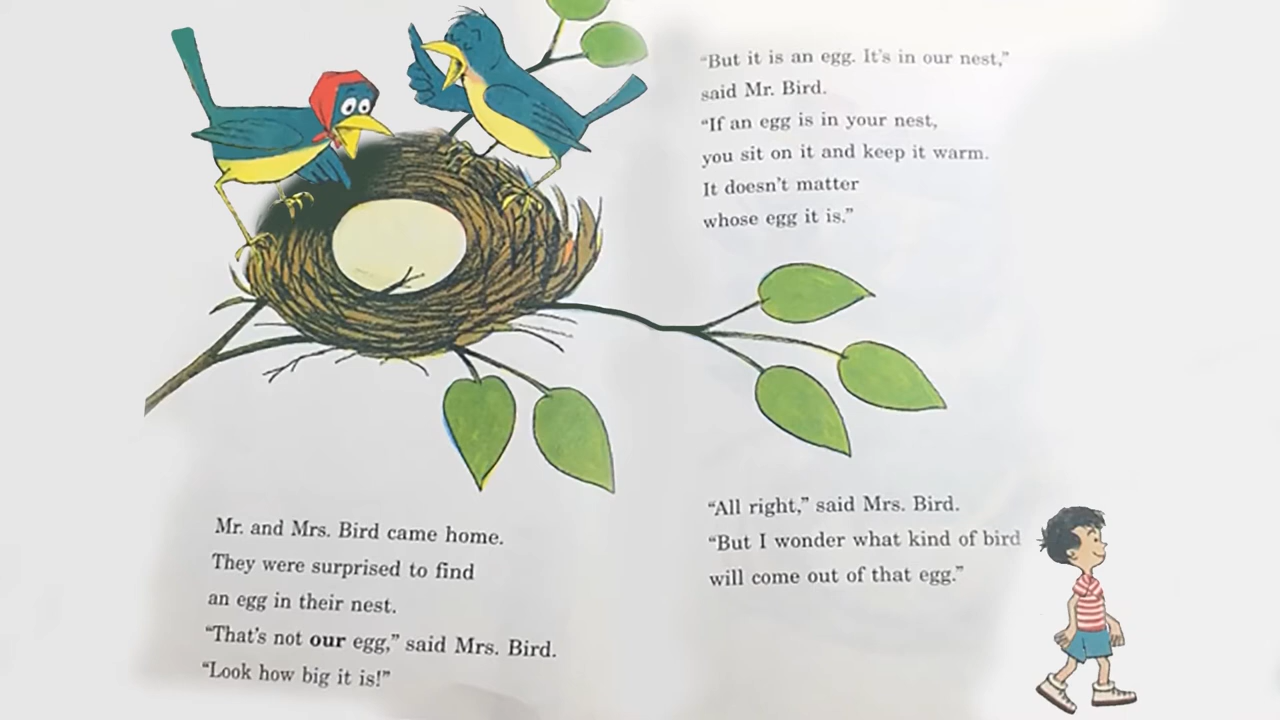 Mr. and Mrs. Bird came home.
They were surprised to find
an egg in their nest.
“That’s not our egg,” said Mrs. Bird.
“Look how big it is!”
“But it is an egg. It’s in our nest,”
said Mr. Bird.
“If an egg is in your nest,
you sit on it and keep it warm.
It doesn’t matter
whose egg it is.”
“All right,” said Mrs. Bird.
“But I wonder what kind of bird
will come out of that egg.”